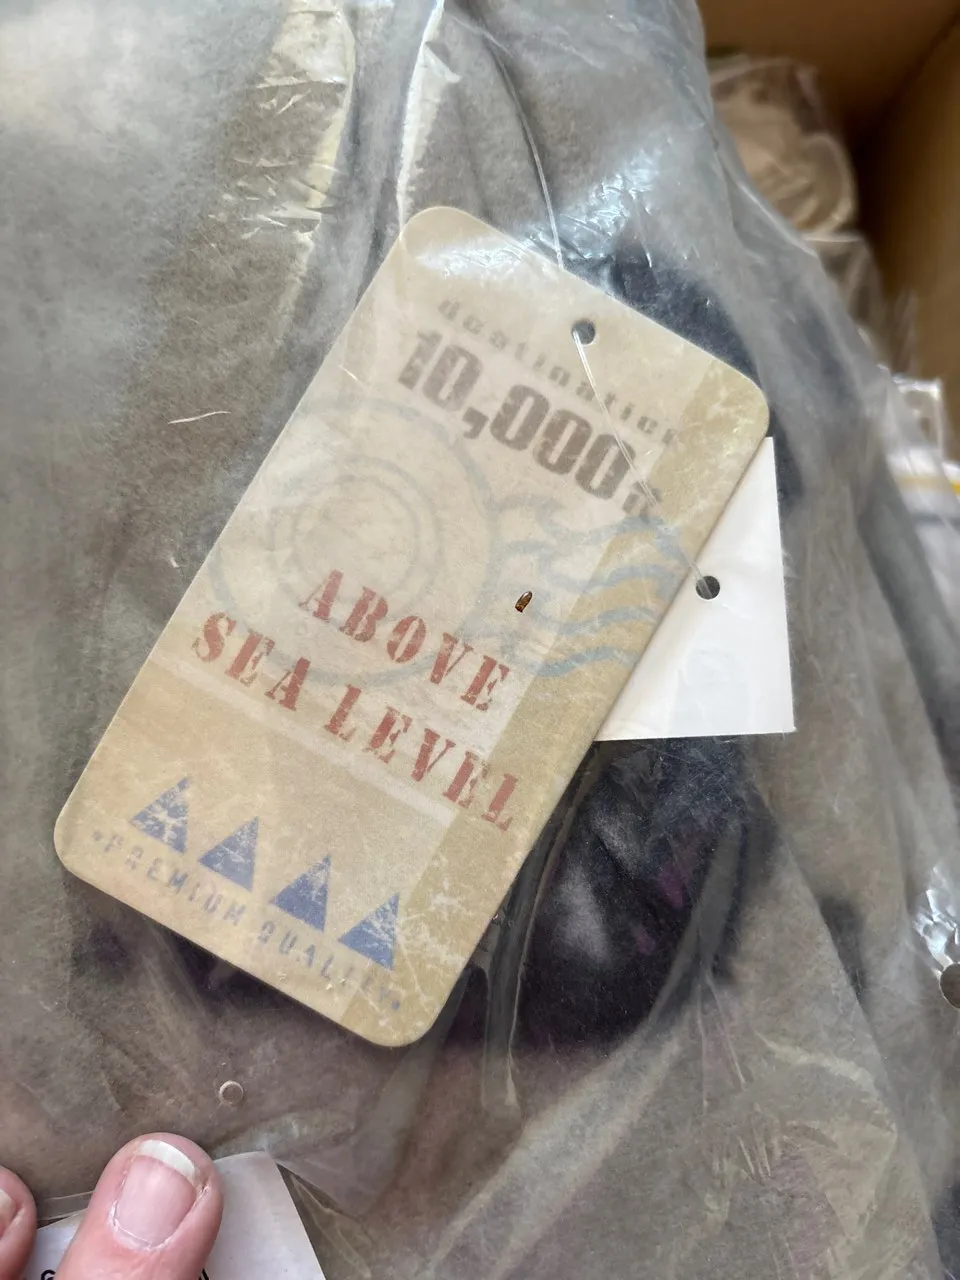 destination
10,000ft
ABOVE
SEA LEVEL
•PREMIUM QUALITY•